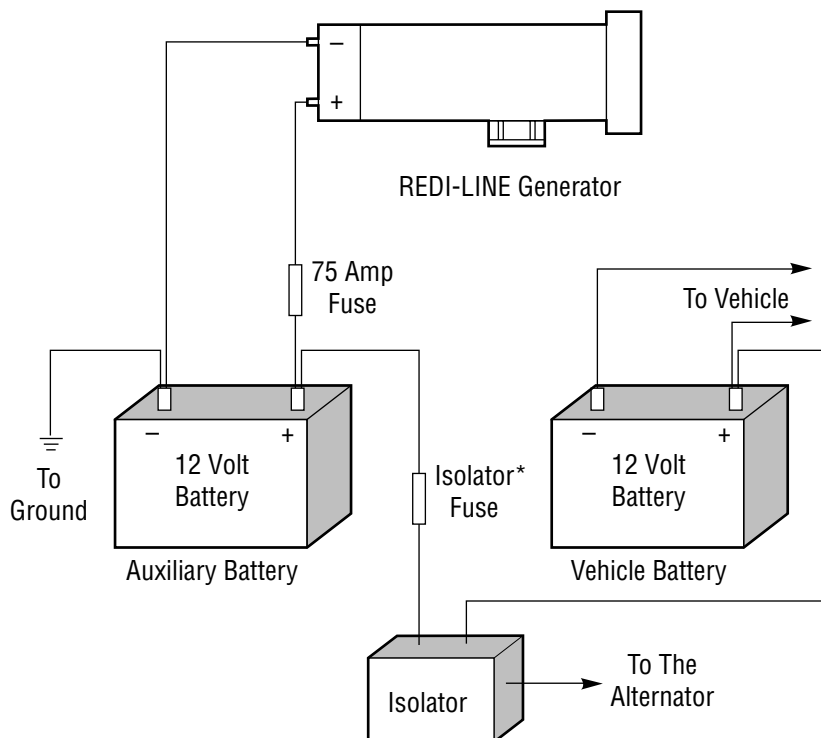 −
+
REDI-LINE Generator
75 Amp
Fuse
To Vehicle
− +
12 Volt
Battery
− +
12 Volt
Battery
Isolator*
Fuse
To
Ground
Auxiliary Battery
Vehicle Battery
Isolator
To The
Alternator